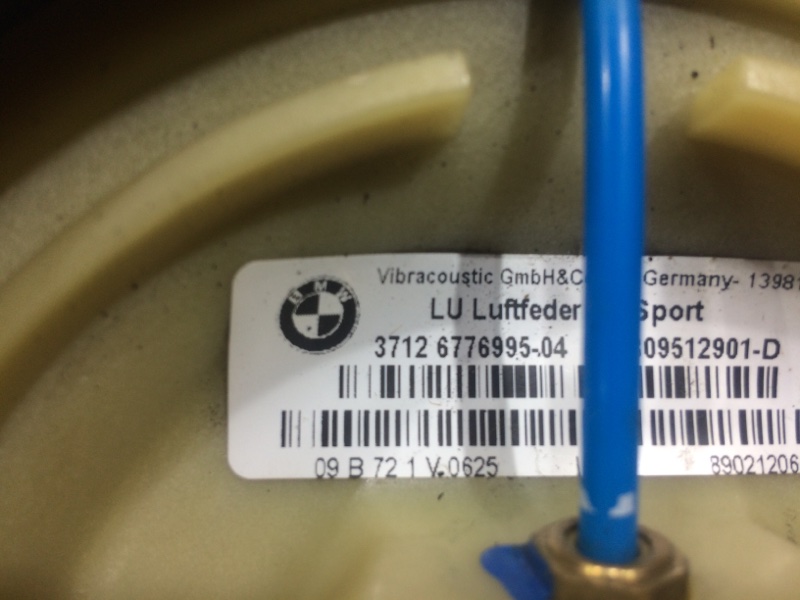 BMW
Vibracoustic GmbH&C Germany- 13981
LU Luftfeder Sport
3712 6776995-04 09512901-D
09 B 72 1 V 0625 89021206